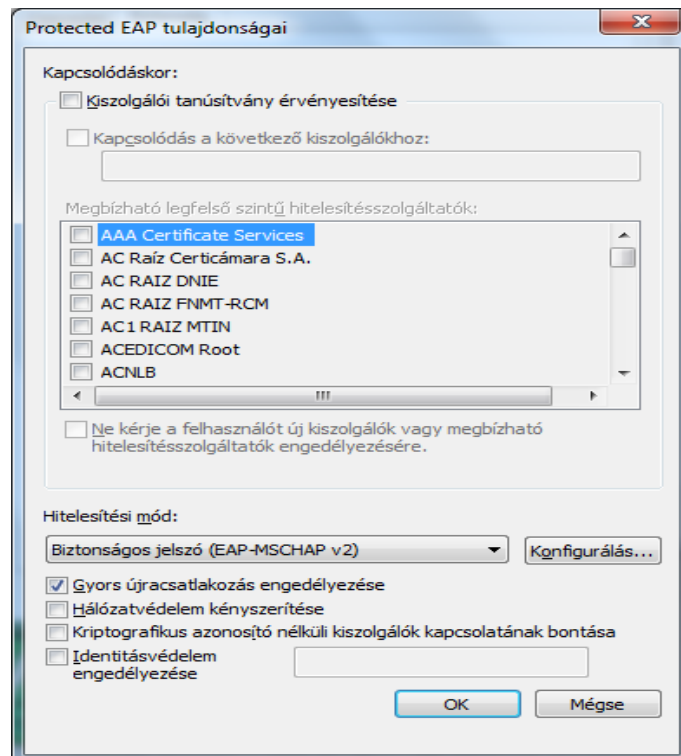 Protected EAP tulajdonságai
Kapcsolódáskor:
Kiszolgálói tanúsítvány érvényesítése
Kapcsolódás a következő kiszolgálókhoz:
Megbízható legfelső szintű hitelesítésszolgáltatók:
AAA Certificate Services
AC Raíz Certicámara S.A.
AC RAIZ DNIE
AC RAIZ FNMT-RCM
AC1 RAIZ MTIN
ACEDICOM Root
ACNLB
Ne kérje a felhasználót új kiszolgálók vagy megbízható
hitelesítésszolgáltatók engedélyezésére.
Hitelesítési mód:
Biztonságos jelszó (EAP-MSCHAP v2)
Konfigurálás...
Gyors újracsatlakozás engedélyezése
Hálózatvédelem kényszerítése
Kriptografikus azonosító nélküli kiszolgálók kapcsolatának bontása
Identitásvédelem
engedélyezése
OK
Mégse